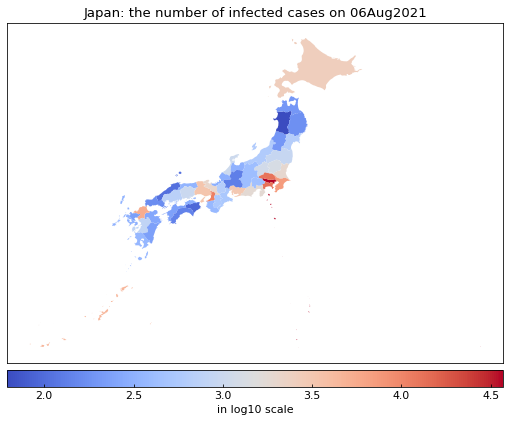 Japan: the number of infected cases on 06Aug2021
2.0 2.5 3.0 3.5 4.0 4.5
in log10 scale